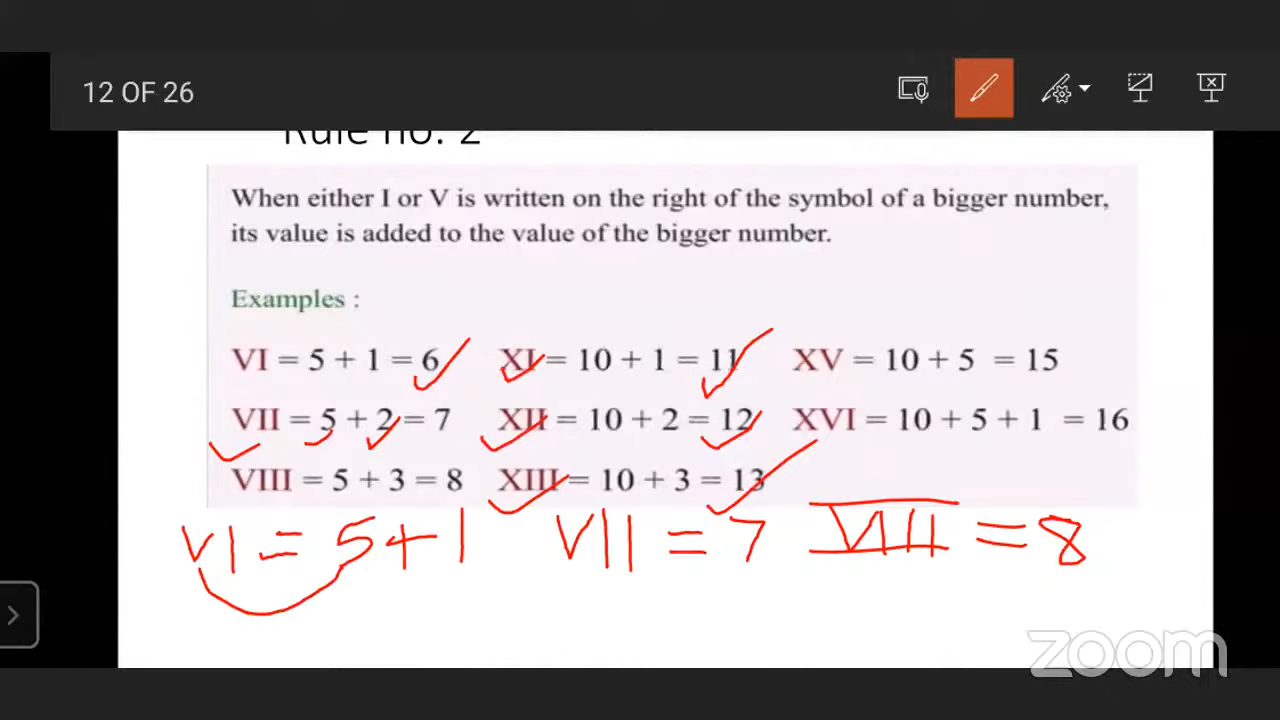 12 OF 26
Rule no. 2
When either I or V is written on the right of the symbol of a bigger number,
its value is added to the value of the bigger number.
Examples :
VI = 5 + 1 = 6 XI = 10 + 1 = 11 XV = 10 + 5 = 15
VII = 5 + 2 = 7 XII = 10 + 2 = 12 XVI = 10 + 5 + 1 = 16
VIII = 5 + 3 = 8 XIII = 10 + 3 = 13
VI = 5+1 VII = 7 VIII = 8
zoom